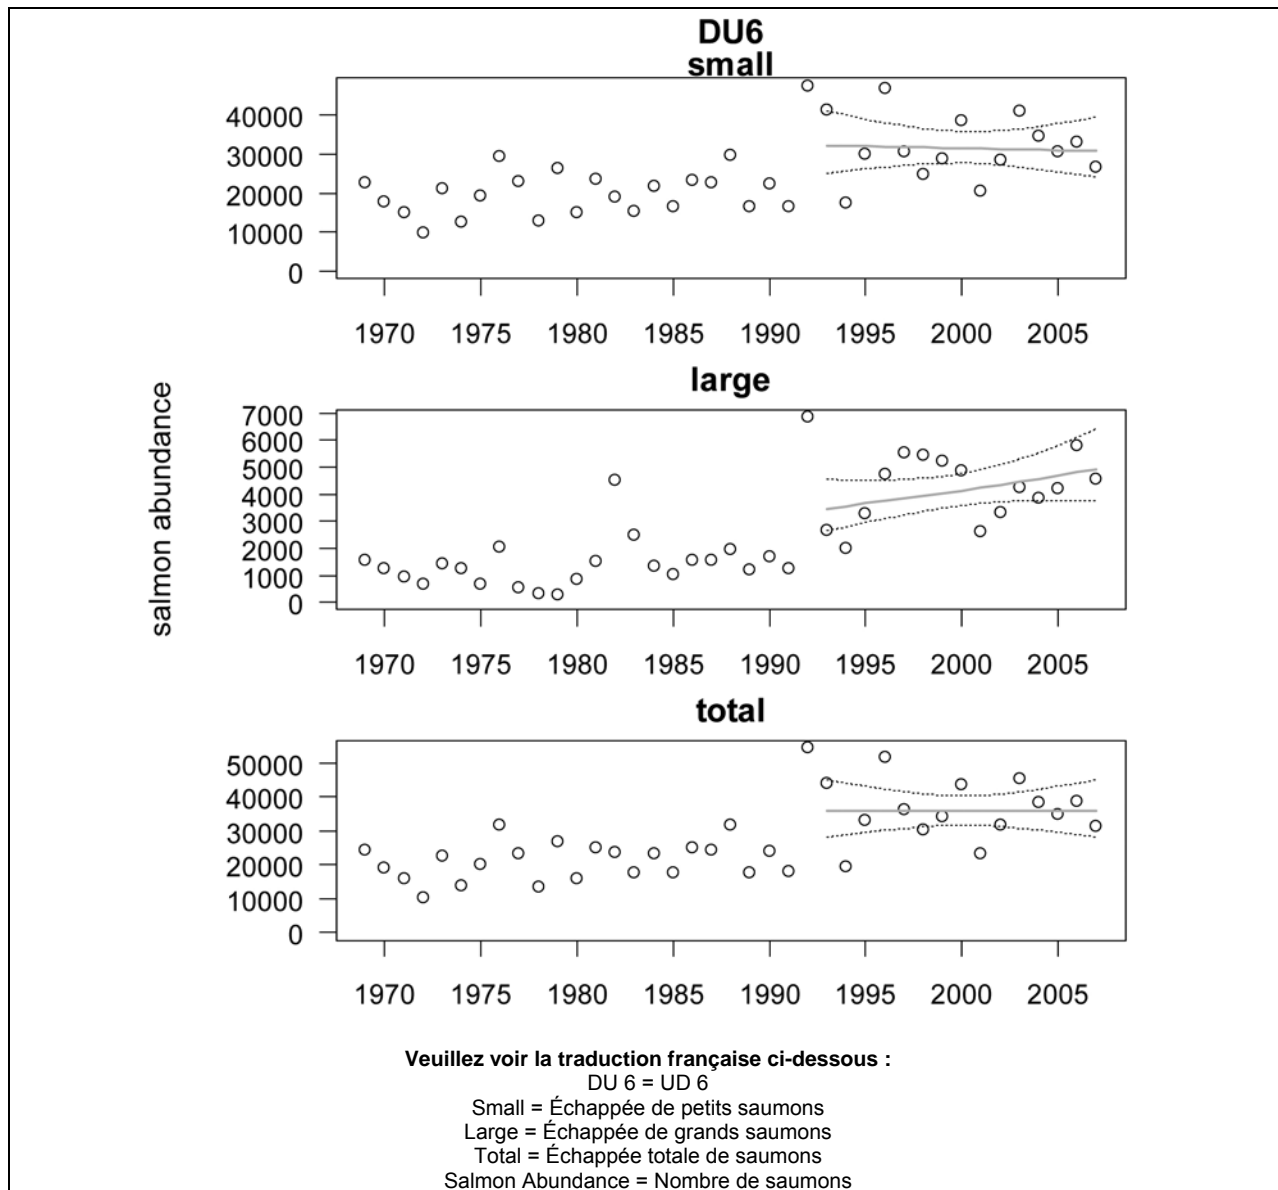 DU6
small
40000
30000
20000
10000
0
1970 1975 1980 1985 1990 1995 2000 2005
large
salmon abundance
7000
6000
5000
4000
3000
2000
1000
0
1970 1975 1980 1985 1990 1995 2000 2005
total
50000
40000
30000
20000
10000
0
1970 1975 1980 1985 1990 1995 2000 2005
Veuillez voir la traduction française ci-dessous :
DU 6 = UD 6
Small = Échappée de petits saumons
Large = Échappée de grands saumons
Total = Échappée totale de saumons
Salmon Abundance = Nombre de saumons